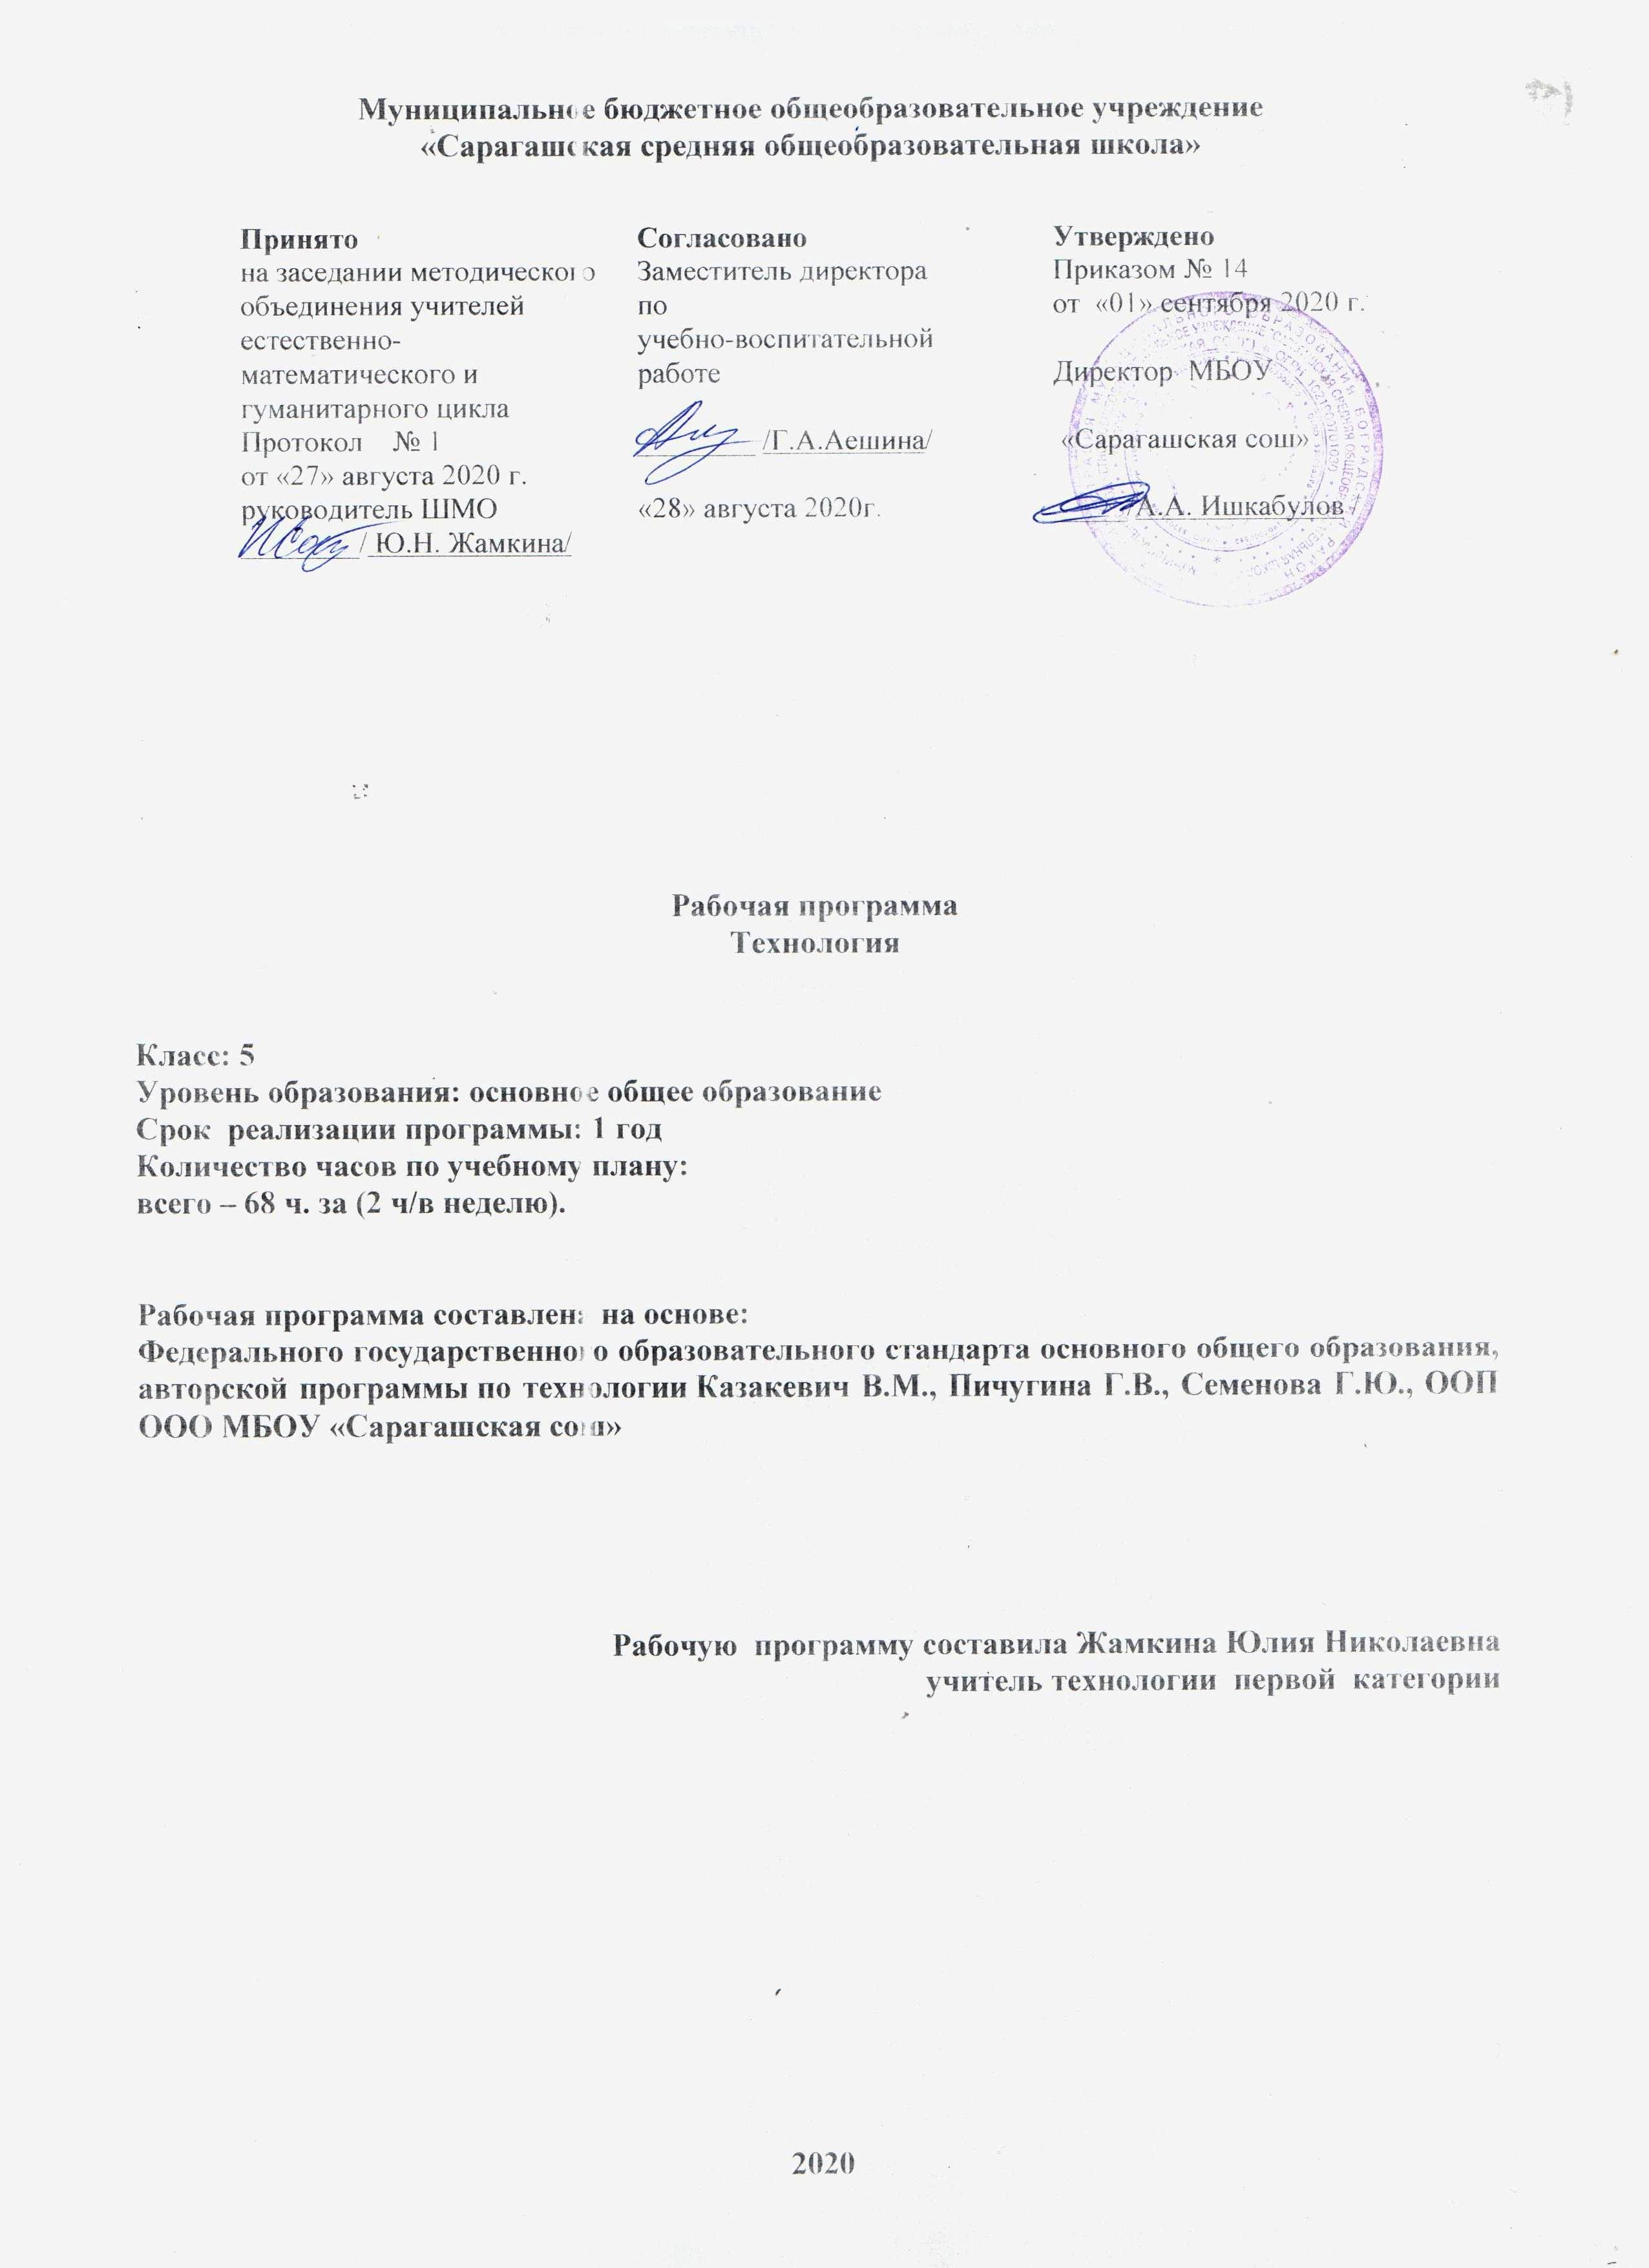 Муниципальное бюджетное общеобразовательное учреждение
«Сарагашская средняя общеобразовательная школа»
Принято
на заседании методического
объединения учителей
естественно-
математического и
гуманитарного цикла
Протокол № 1
от «27» августа 2020 г.
руководитель ШМО
/ Ю.Н. Жамкина/
Согласовано
Заместитель директора
по
учебно-воспитательной
работе
/Г.А.Аешина/
«28» августа 2020г.
Утверждено
Приказом № 14
от «01» сентября 2020 г.
Директор МБОУ
«Сарагашская сош»
А.А. Ишкабулов
Рабочая программа
Технология
Класс: 5
Уровень образования: основное общее образование
Срок реализации программы: 1 год
Количество часов по учебному плану:
всего – 68 ч. за (2 ч/в неделю).
Рабочая программа составлена на основе:
Федерального государственного образовательного стандарта основного общего образования,
авторской программы по технологии Казакевич В.М., Пичугина Г.В., Семенова Г.Ю., ООП
ООО МБОУ «Сарагашская сош»
Рабочую программу составила Жамкина Юлия Николаевна
учитель технологии первой категории
2020